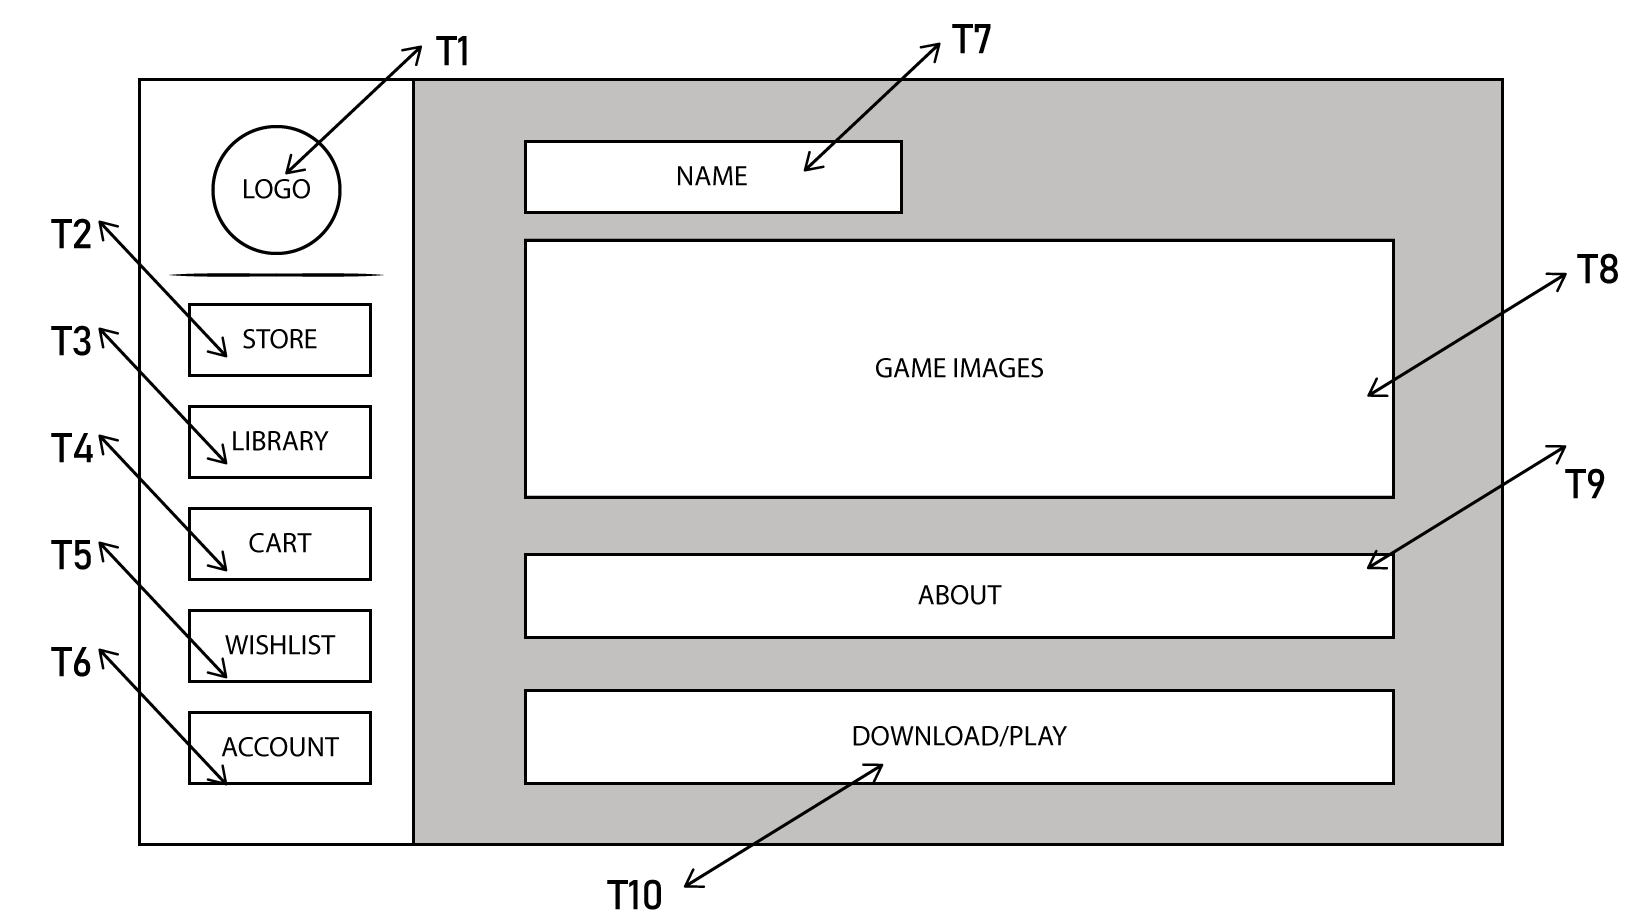 T1
T7
LOGO
NAME
T2
T8
STORE
T3
GAME IMAGES
LIBRARY
T4
T9
CART
T5
ABOUT
WISHLIST
T6
DOWNLOAD/PLAY
ACCOUNT
T10